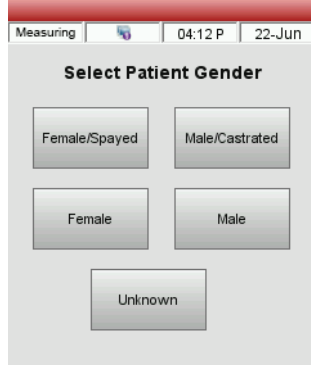 Measuring 04:12 P 22-Jun
Select Patient Gender
Female/Spayed Male/Castrated
Female Male
Unknown